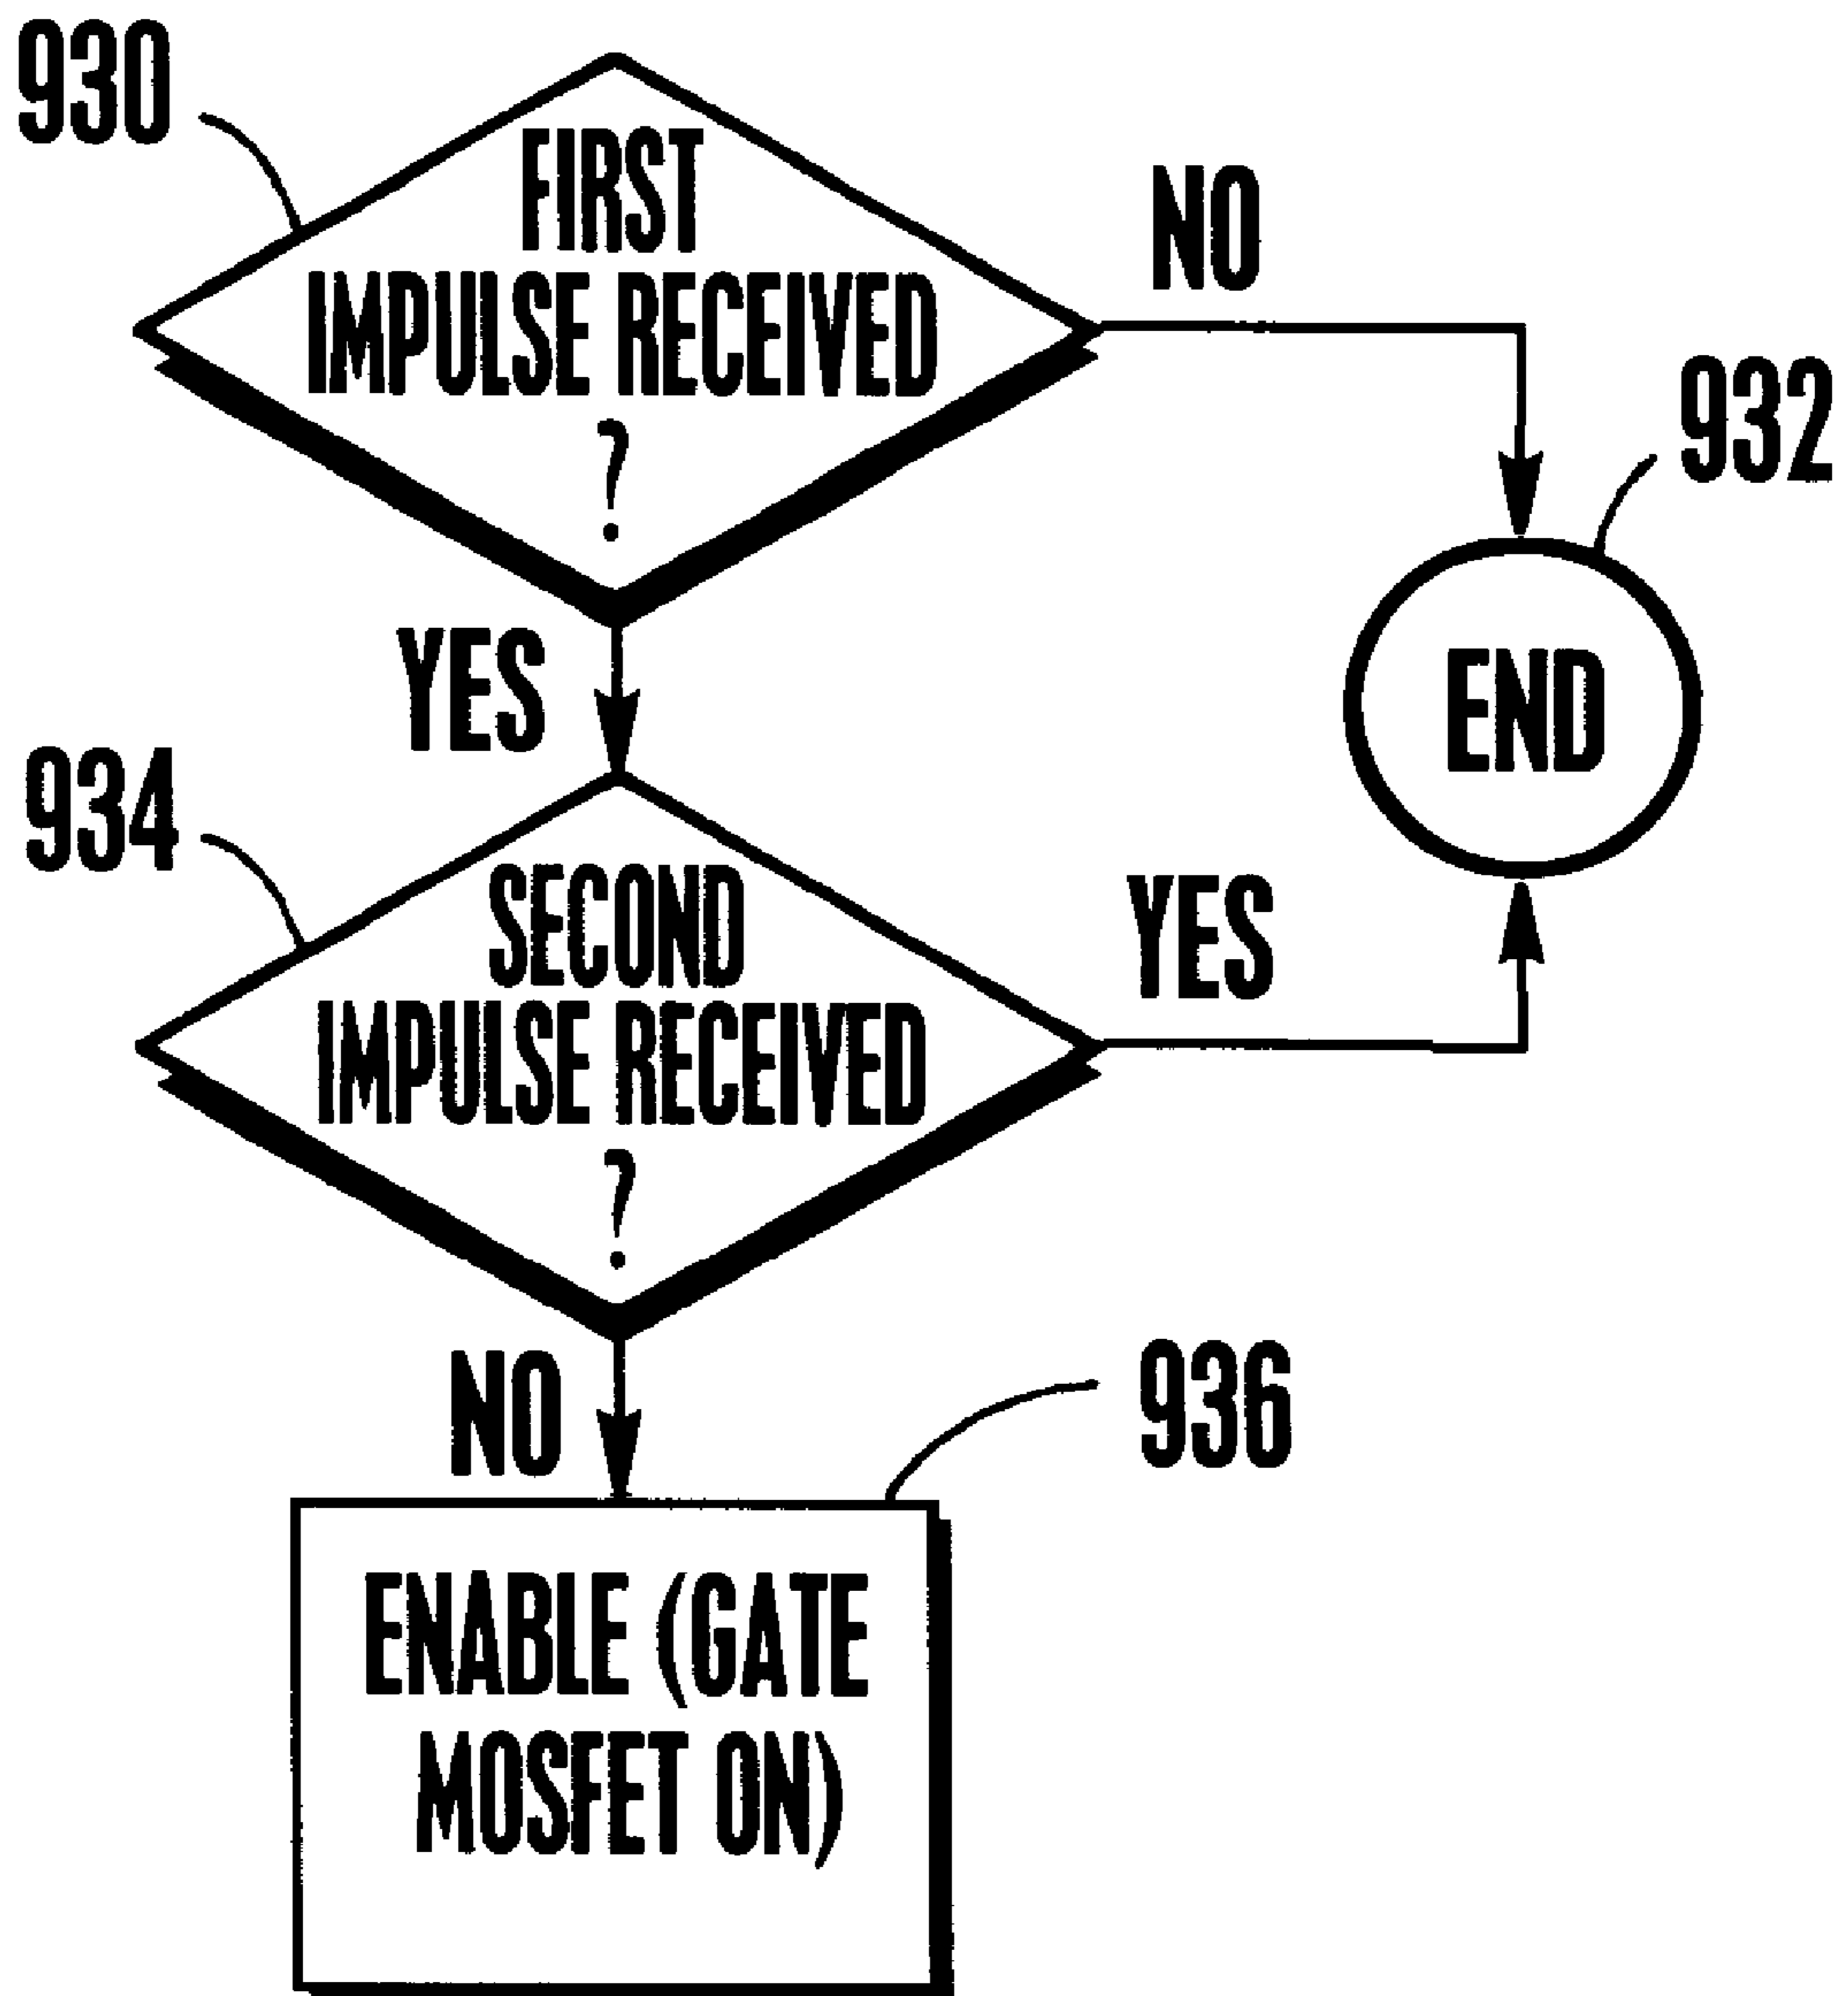 930
FIRST
IMPULSE RECEIVED
?
NO
932
END
YES
934
SECOND
IMPULSE RECEIVED
?
YES
NO
936
ENABLE (GATE
MOSFET ON)